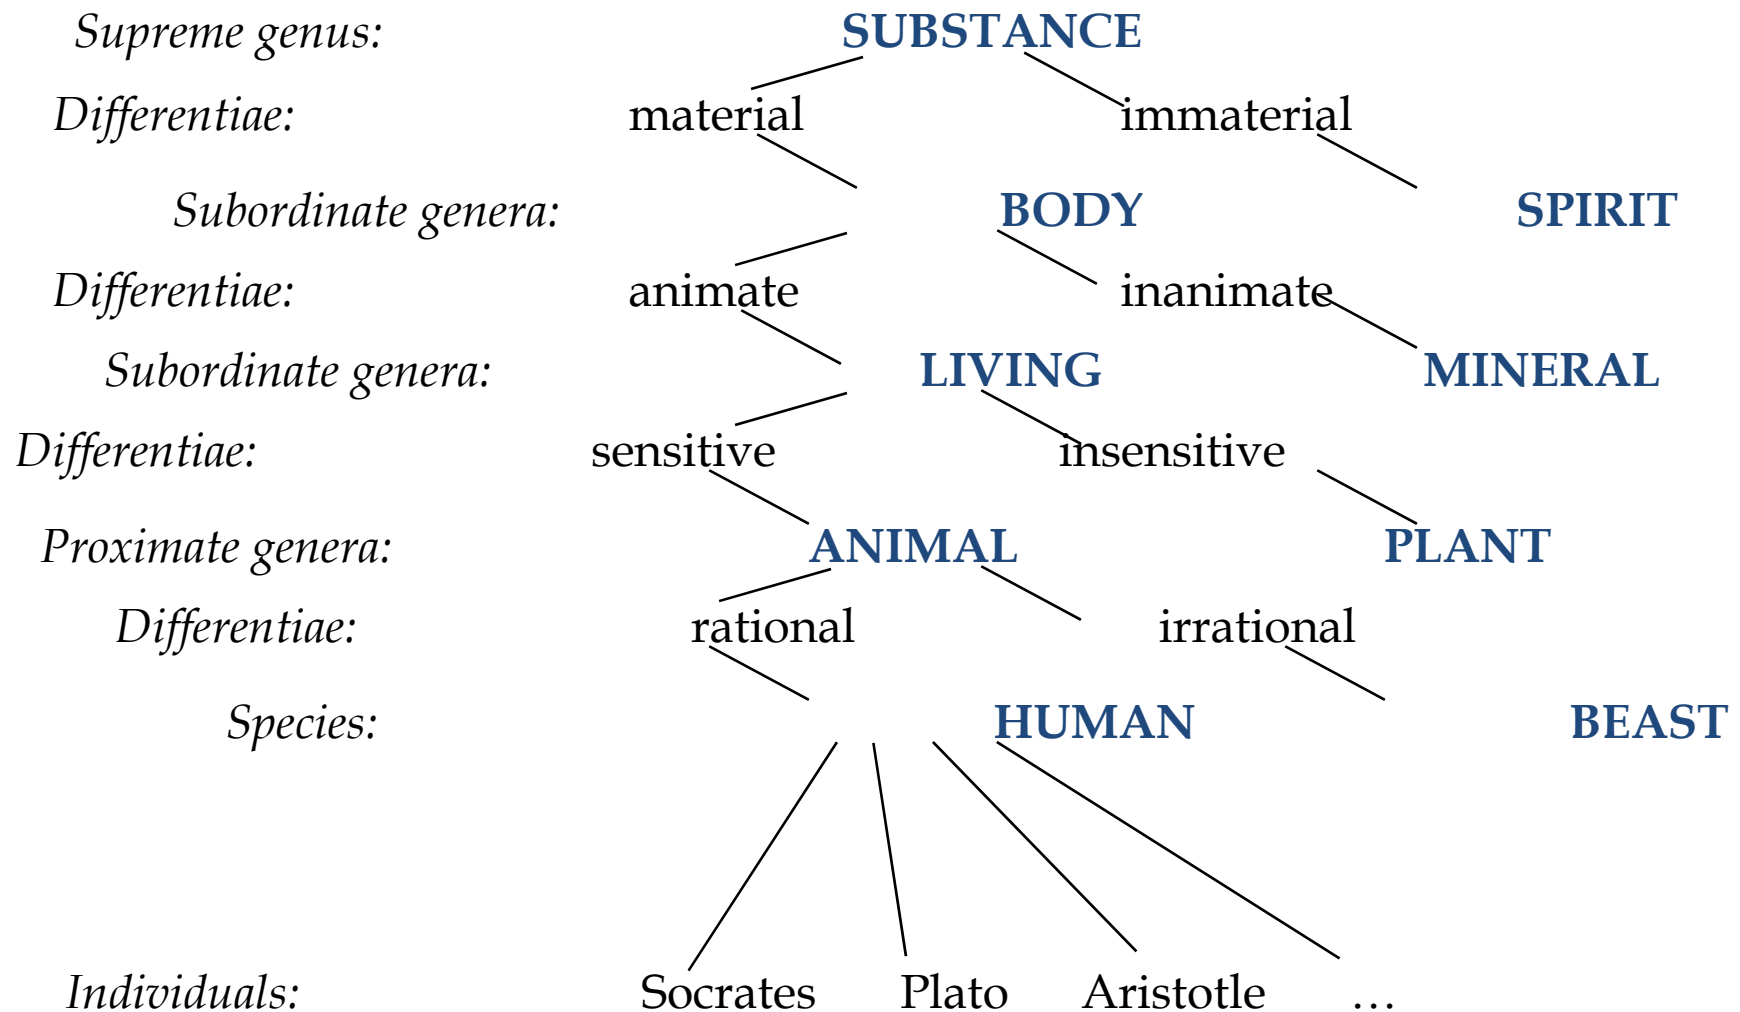 Supreme genus: SUBSTANCE
Differentiae: material immaterial
Subordinate genera: BODY SPIRIT
Differentiae: animate inanimate
Subordinate genera: LIVING MINERAL
Differentiae: sensitive insensitive
Proximate genera: ANIMAL PLANT
Differentiae: rational irrational
Species: HUMAN BEAST
Individuals: Socrates Plato Aristotle …